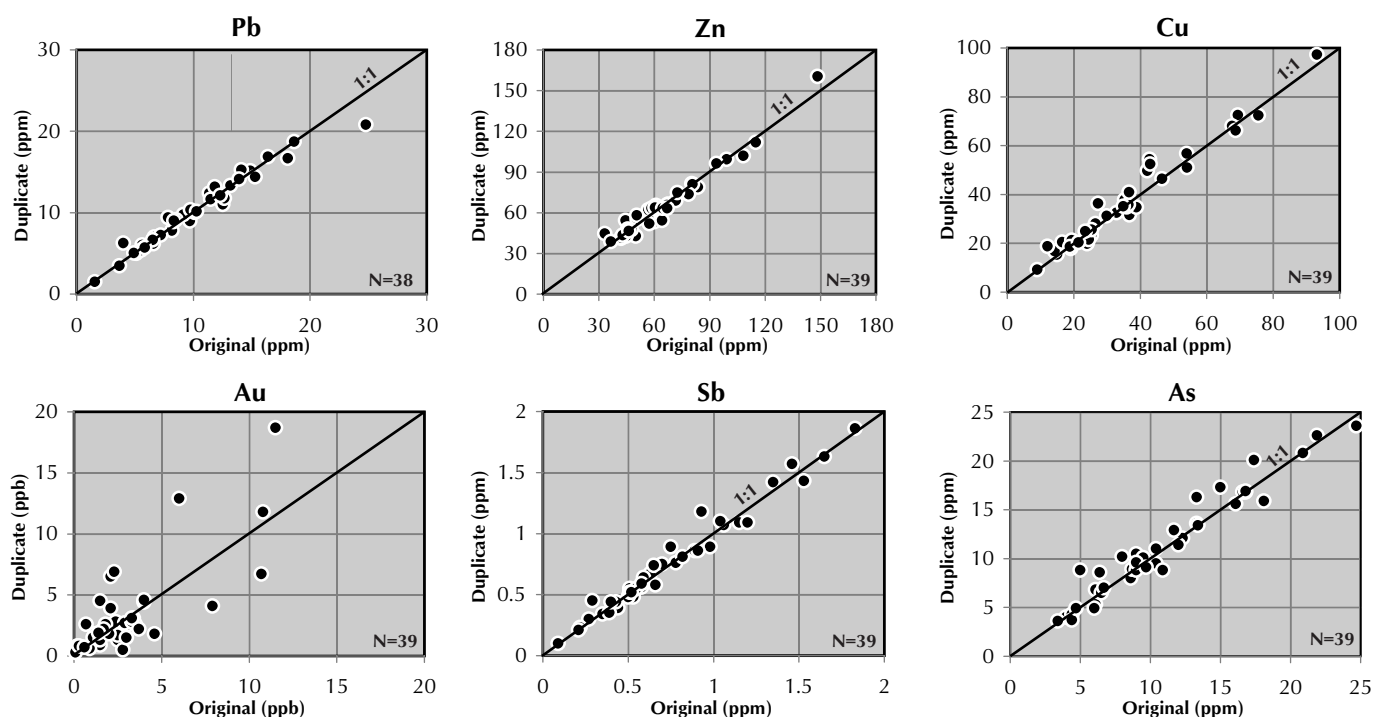 Pb
30
20
10
0
Duplicate (ppm)
1:1
N=38
0 10 20 30
Original (ppm)
Zn
180
150
120
90
60
30
0
Duplicate (ppm)
1:1
N=39
0 30 60 90 120 150 180
Original (ppm)
Cu
100
80
60
40
20
0
Duplicate (ppm)
1:1
N=39
0 20 40 60 80 100
Original (ppm)
Au
20
15
10
5
0
Duplicate (ppb)
N=39
0 5 10 15 20
Original (ppb)
Sb
2
1.5
1
0.5
0
Duplicate (ppm)
1:1
N=39
0 0.5 1 1.5 2
Original (ppm)
As
25
20
15
10
5
0
Duplicate (ppm)
1:1
N=39
0 5 10 15 20 25
Original (ppm)